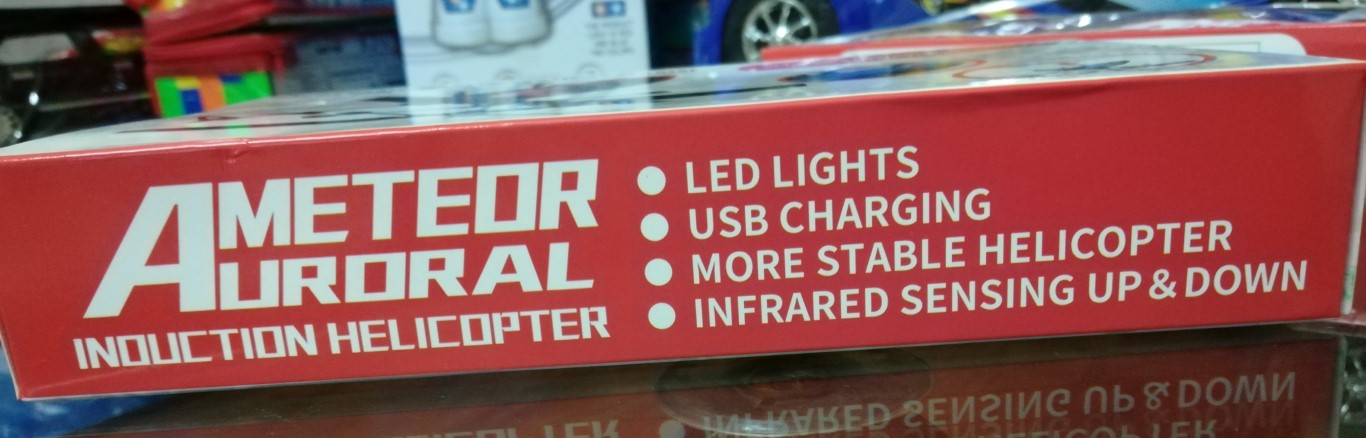 AMETEOR
AURORAL
INDUCTION HELICOPTER
● LED LIGHTS
● USB CHARGING
● MORE STABLE HELICOPTER
● INFRARED SENSING UP & DOWN